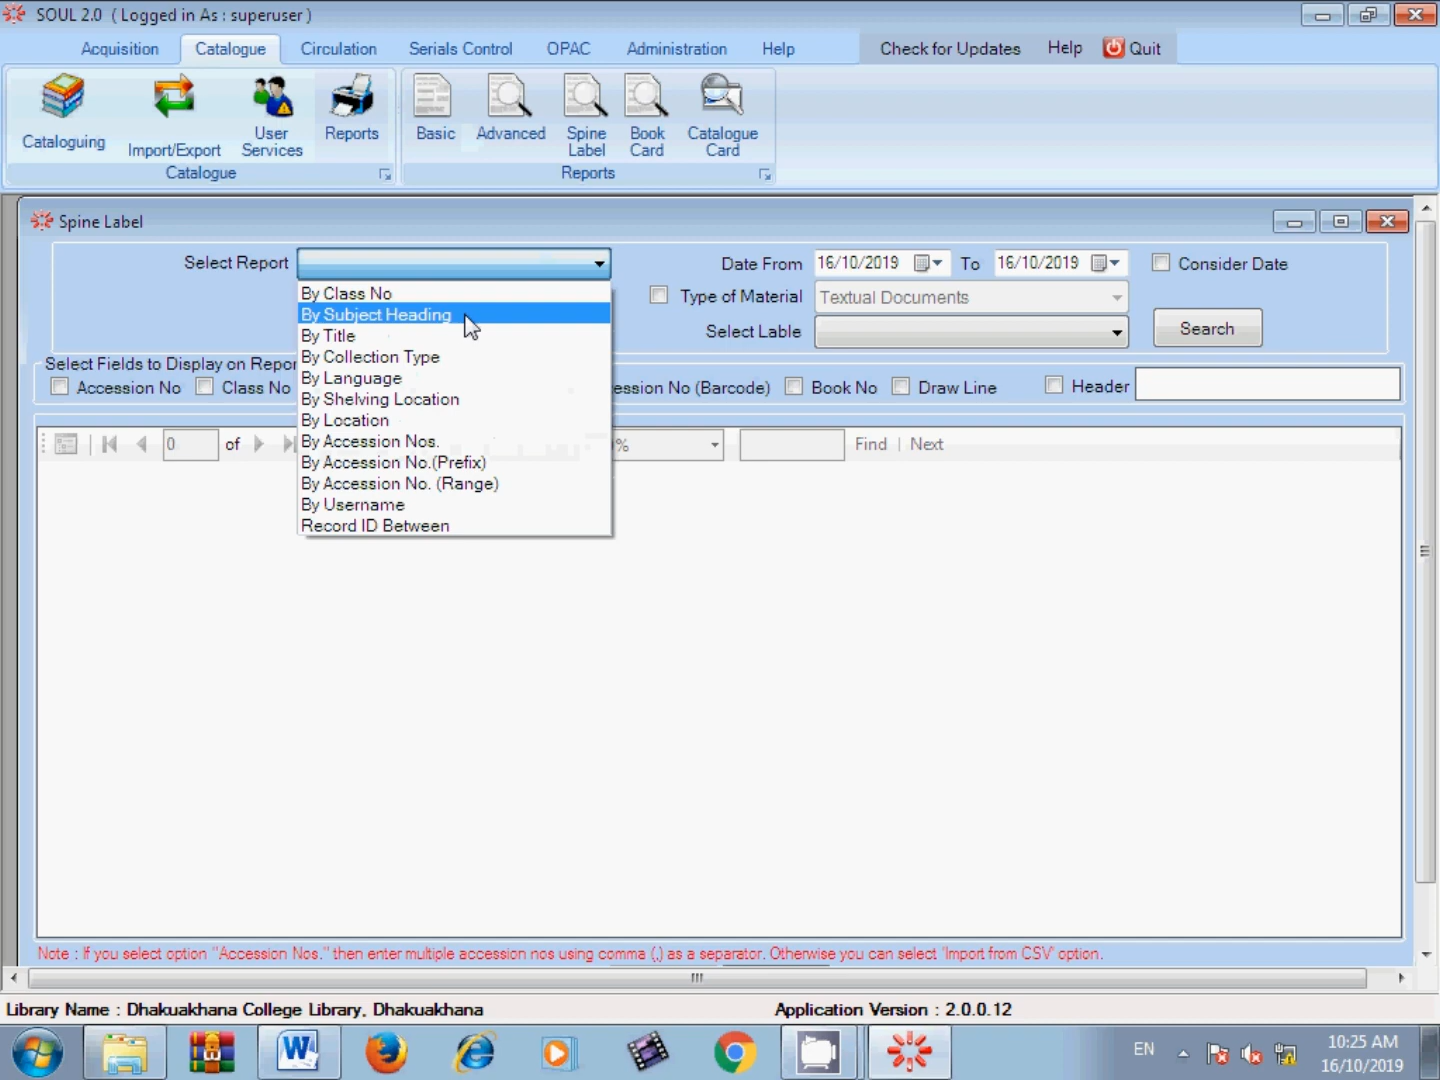 SOUL 2.0 ( Logged in As : superuser )
Acquisition Catalogue Circulation Serials Control OPAC Administration Help Check for Updates Help Quit
Cataloguing Import/Export User Services Reports Basic Advanced Spine Label Book Card Catalogue Card
Catalogue Reports
Spine Label
Select Report Date From 16/10/2019 To 16/10/2019 Consider Date
By Class No
Type of Material Textual Documents
By Subject Heading
Select Lable Search
By Title
By Collection Type
Select Fields to Display on Repor
By Language
Accession No Class No ession No (Barcode) Book No Draw Line Header
By Shelving Location
By Location
By Accession Nos.
0 of % Find | Next
By Accession No.(Prefix)
By Accession No. (Range)
By Username
Record ID Between
Note : If you select option "Accession Nos." then enter multiple accession nos using comma (,) as a separator. Otherwise you can select 'Import from CSV' option.
Library Name : Dhakuakhana College Library, Dhakuakhana Application Version : 2.0.0.12
EN 10:25 AM
16/10/2019